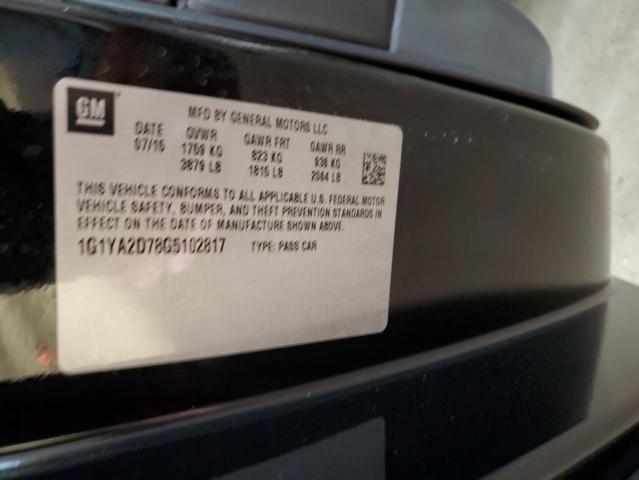 GM
MFD BY GENERAL MOTORS LLC
DATE GVWR GAWR FRT GAWR RR
07/15 1759 KG 823 KG 936 KG
3879 LB 1815 LB 2064 LB
THIS VEHICLE CONFORMS TO ALL APPLICABLE U.S. FEDERAL MOTOR
VEHICLE SAFETY, BUMPER, AND THEFT PREVENTION STANDARDS IN
EFFECT ON THE DATE OF MANUFACTURE SHOWN ABOVE.
1G1YA2D78G5102817 TYPE: PASS CAR